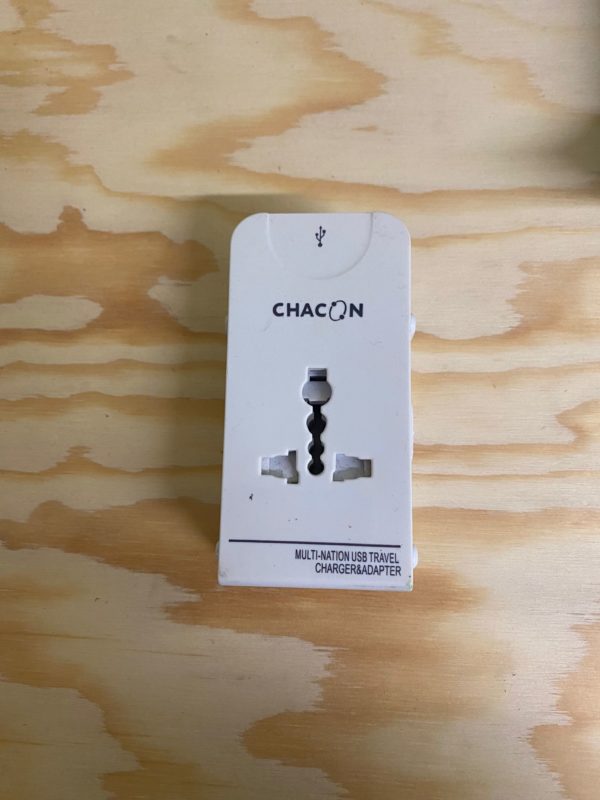 CHACON
MULTI-NATION USB TRAVEL
CHARGER&ADAPTER